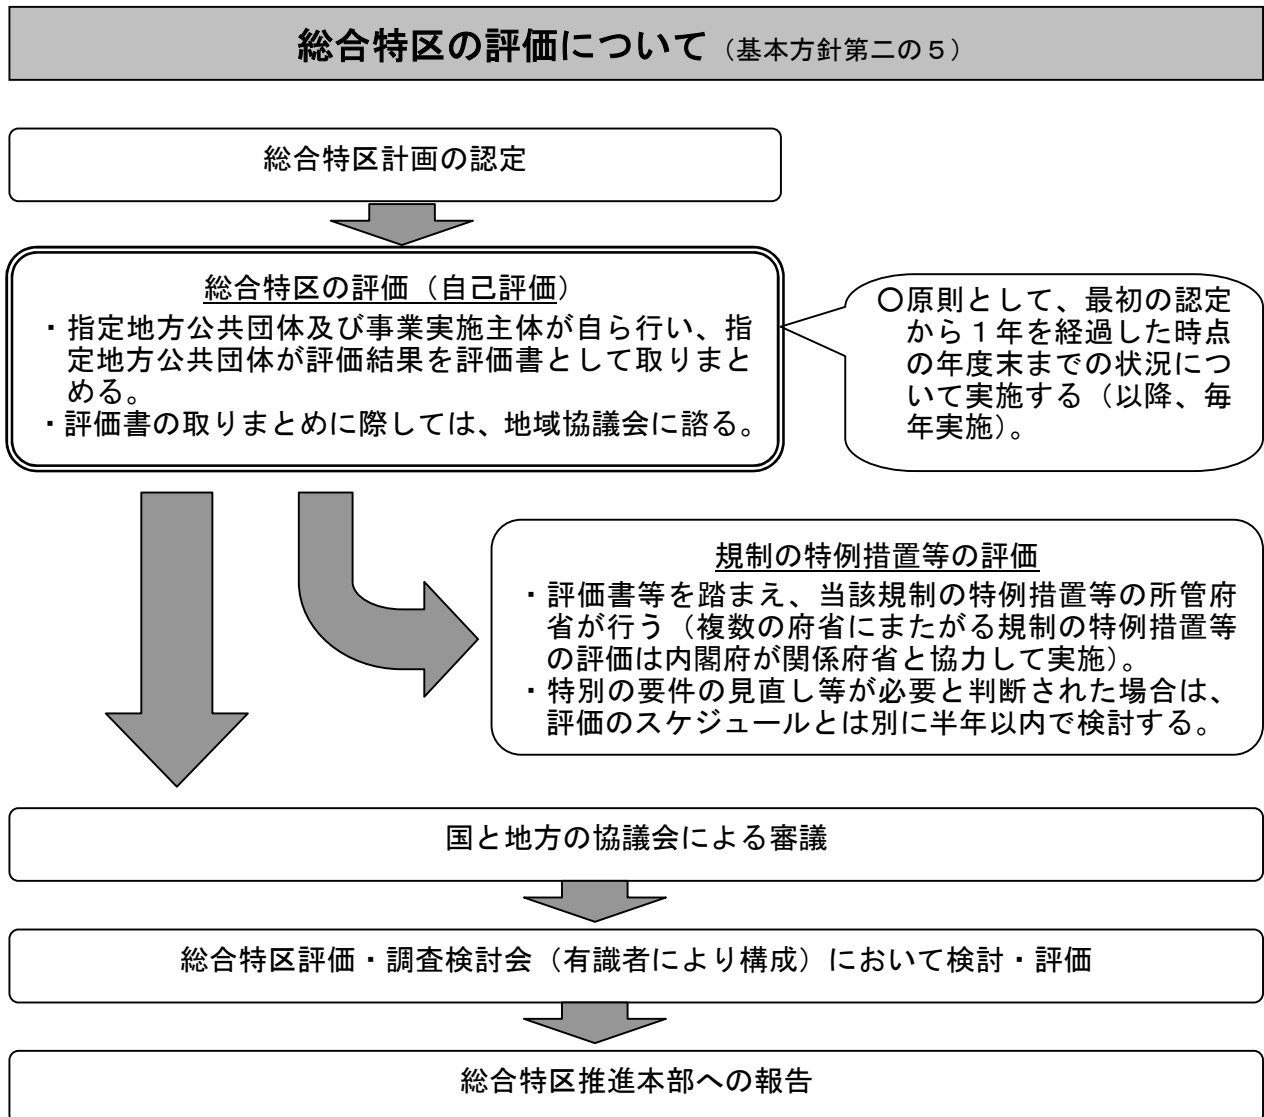 総合特区の評価について（基本方針第二の５）
総合特区計画の認定
総合特区の評価（自己評価）
・指定地方公共団体及び事業実施主体が自ら行い、指
定地方公共団体が評価結果を評価書として取りまと
める。
・評価書の取りまとめに際しては、地域協議会に諮る。
〇原則として、最初の認定
から１年を経過した時点
の年度末までの状況につ
いて実施する（以降、毎
年実施）。
規制の特例措置等の評価
・評価書等を踏まえ、当該規制の特例措置等の所管府
省が行う（複数の府省にまたがる規制の特例措置等
の評価は内閣府が関係府省と協力して実施）。
・特別の要件の見直し等が必要と判断された場合は、
評価のスケジュールとは別に半年以内で検討する。
国と地方の協議会による審議
総合特区評価・調査検討会（有識者により構成）において検討・評価
総合特区推進本部への報告